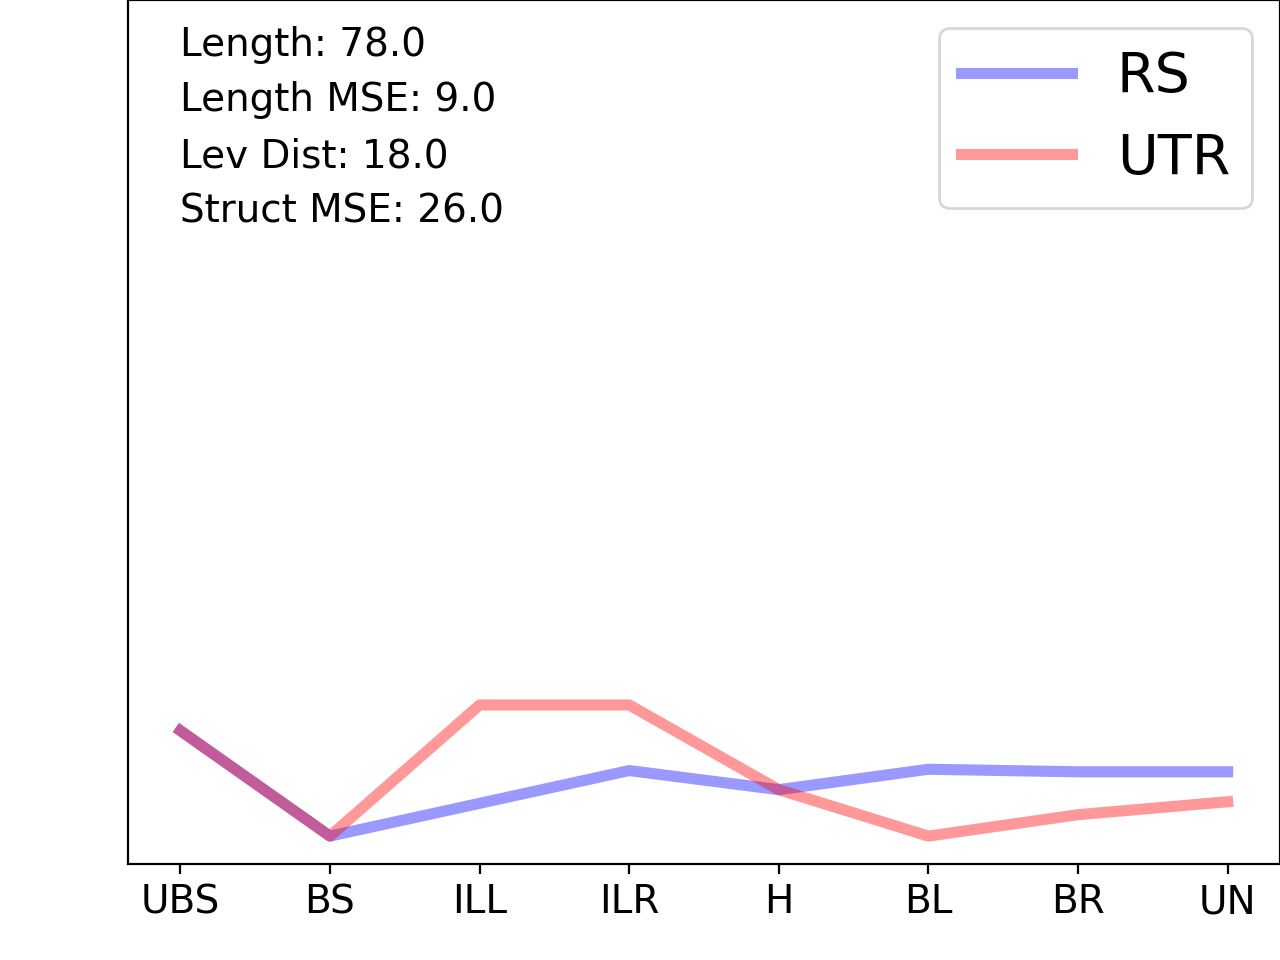 Length: 78.0
Length MSE: 9.0
Lev Dist: 18.0
Struct MSE: 26.0
RS
UTR
UBS BS ILL ILR H BL BR UN